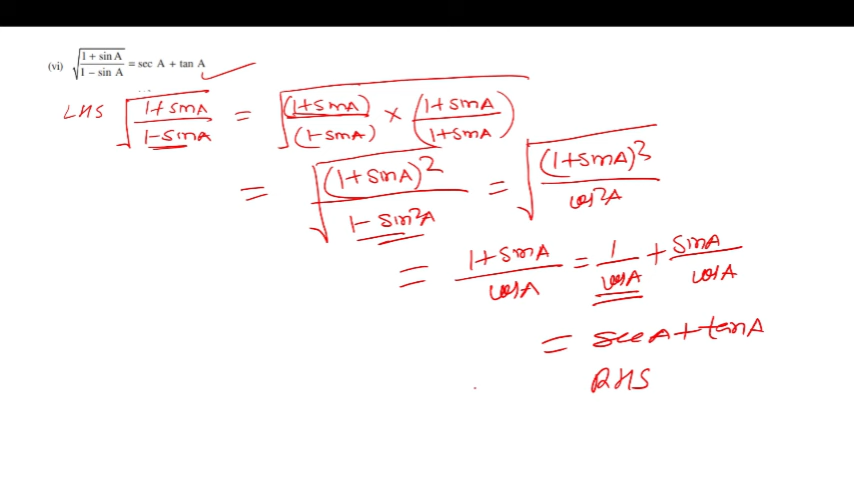 (vi) √((1 + sin A)/(1 − sin A)) = sec A + tan A
LHS √((1+sinA)/(1-sinA)) = √((1+sinA)/(1-sinA) × (1+sinA)/(1+sinA))
= √((1+sinA)²/(1-sin²A)) = √((1+sinA)²/cos²A)
= (1+sinA)/cosA = 1/cosA + sinA/cosA
= secA+tanA
RHS